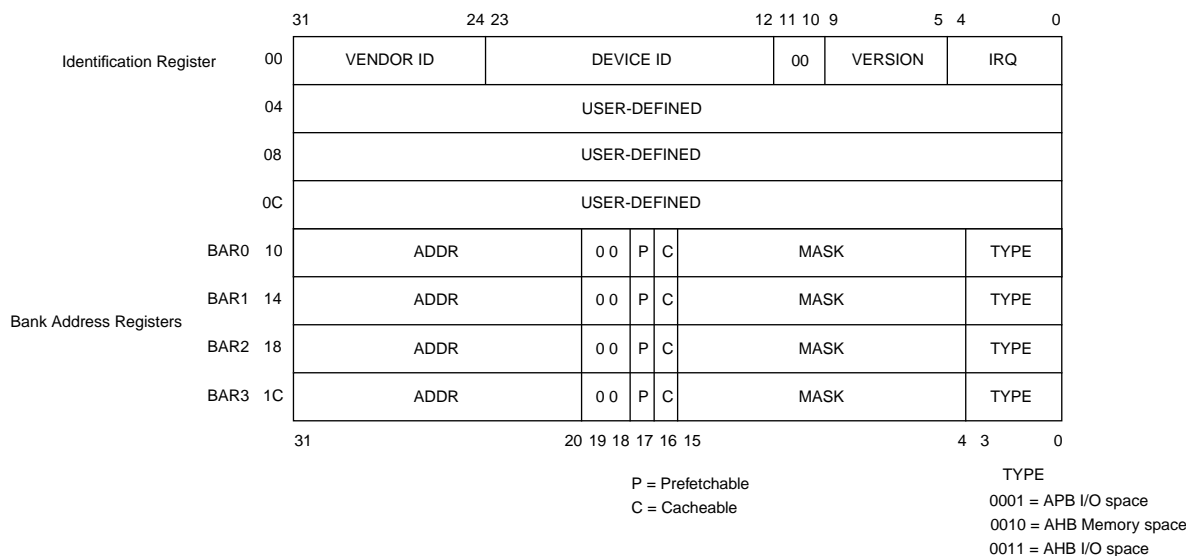 31 24 23 12 11 10 9 5 4 0
Identification Register 00 VENDOR ID DEVICE ID 00 VERSION IRQ
04 USER-DEFINED
08 USER-DEFINED
0C USER-DEFINED
BAR0 10 ADDR 0 0 P C MASK TYPE
BAR1 14 ADDR 0 0 P C MASK TYPE
Bank Address Registers
BAR2 18 ADDR 0 0 P C MASK TYPE
BAR3 1C ADDR 0 0 P C MASK TYPE
31 20 19 18 17 16 15 4 3 0
P = Prefetchable
C = Cacheable
TYPE
0001 = APB I/O space
0010 = AHB Memory space
0011 = AHB I/O space